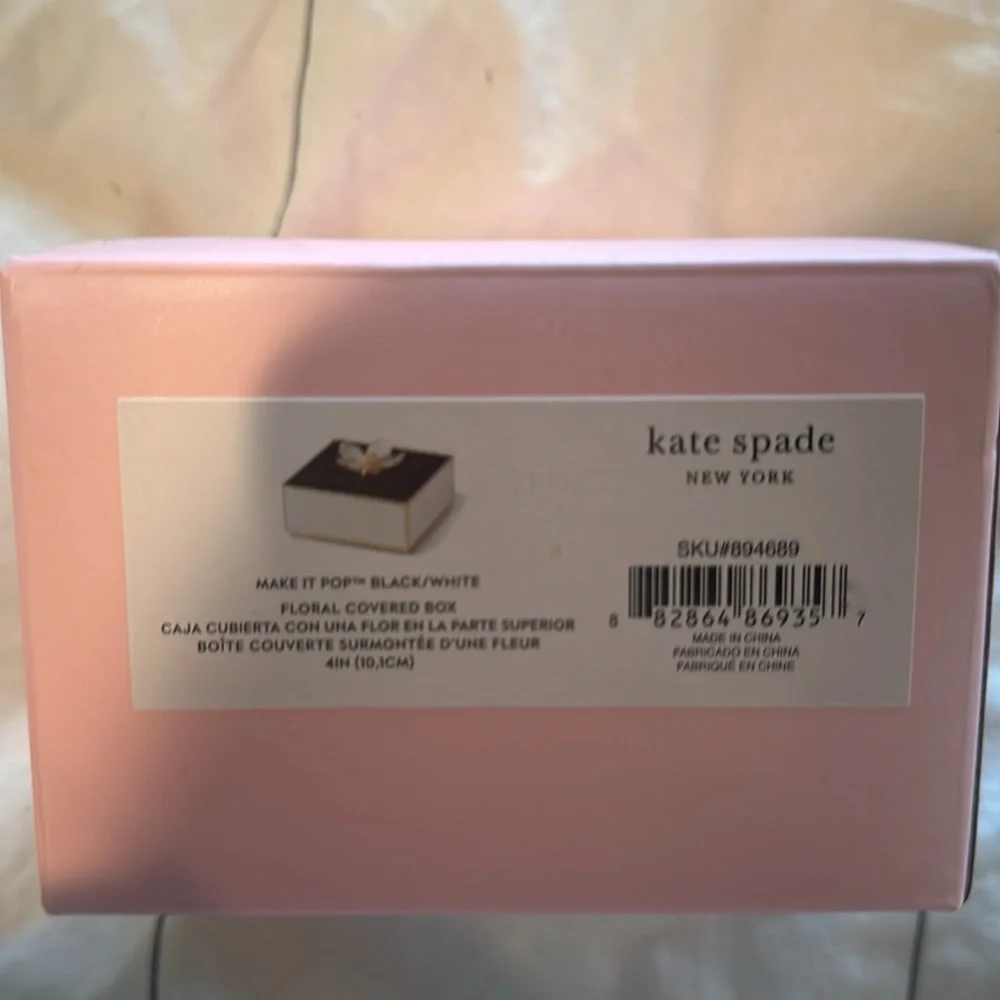 kate spade
NEW YORK
SKU#894689
8 82864 86935 7
MADE IN CHINA
FABRICADO EN CHINA
FABRIQUÉ EN CHINE
MAKE IT POP™ BLACK/WHITE
FLORAL COVERED BOX
CAJA CUBIERTA CON UNA FLOR EN LA PARTE SUPERIOR
BOÎTE COUVERTE SURMONTÉE D'UNE FLEUR
4IN (10,1CM)